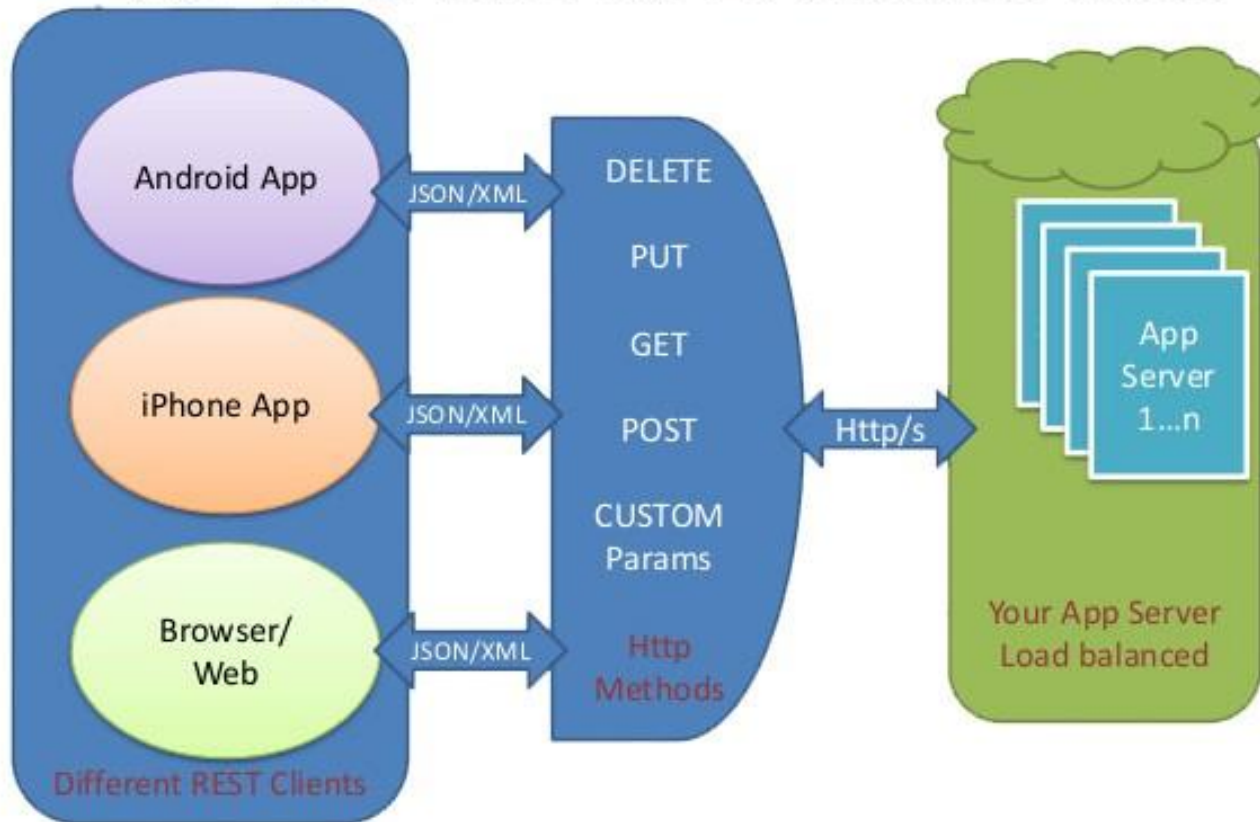 Android App
iPhone App
Browser/
Web
Different REST Clients
JSON/XML
JSON/XML
JSON/XML
DELETE
PUT
GET
POST
CUSTOM
Params
Http
Methods
Http/s
App
Server
1...n
Your App Server
Load balanced